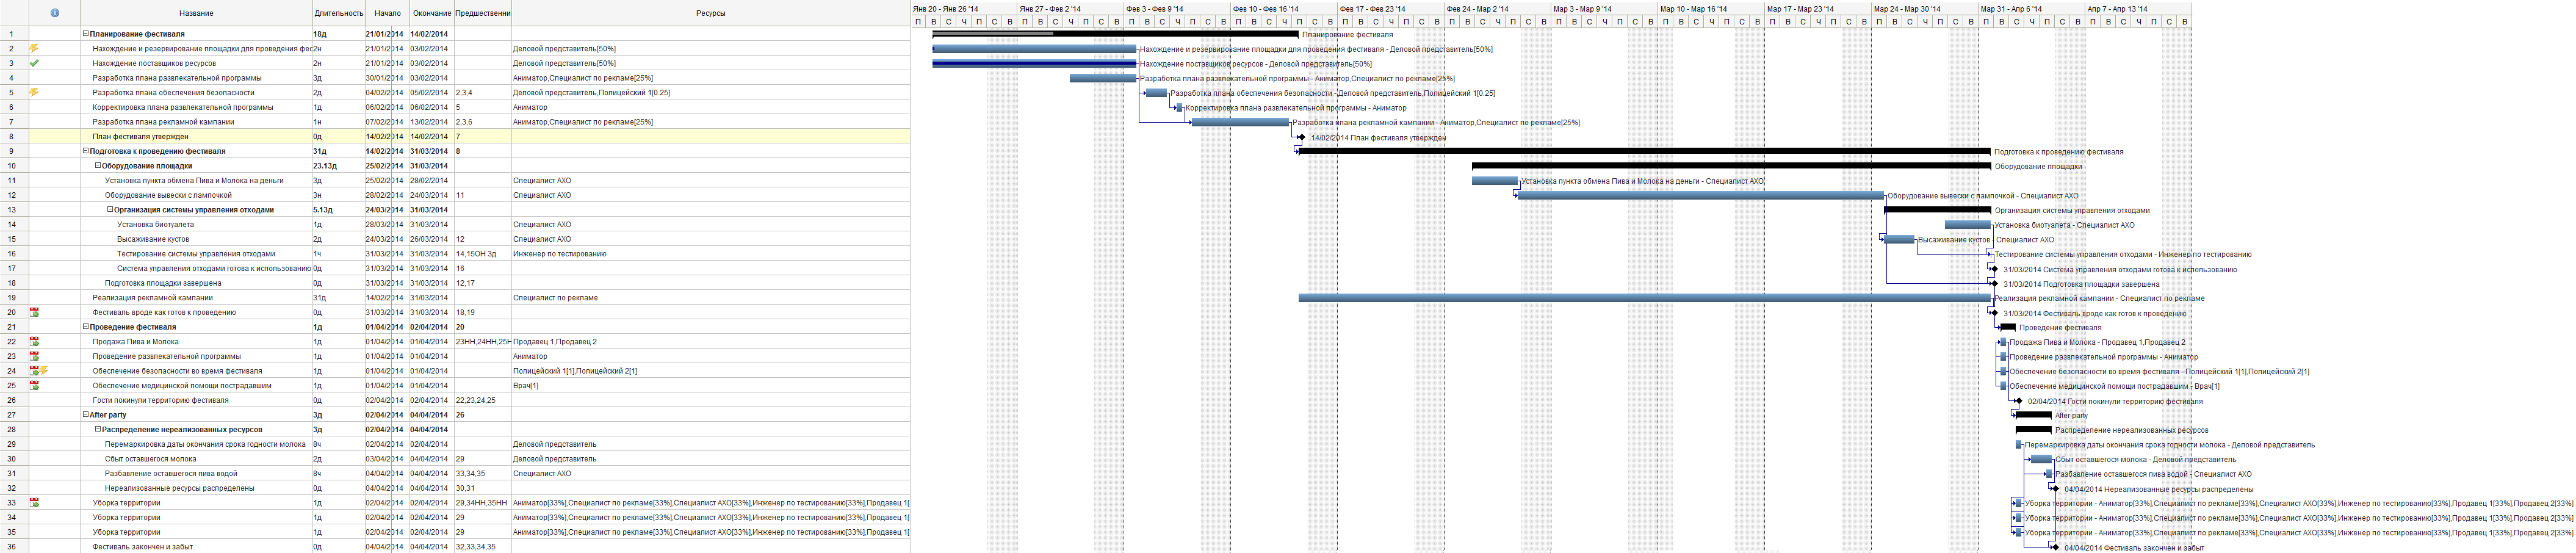 Название Длительность Начало Окончание Предшественни Ресурсы
Янв 20 - Янв 26 '14 Янв 27 - Фев 2 '14 Фев 3 - Фев 9 '14 Фев 10 - Фев 16 '14 Фев 17 - Фев 23 '14 Фев 24 - Мар 2 '14 Мар 3 - Мар 9 '14 Мар 10 - Мар 16 '14 Мар 17 - Мар 23 '14 Мар 24 - Мар 30 '14 Мар 31 - Апр 6 '14 Апр 7 - Апр 13 '14
П В С Ч П С В П В С Ч П С В П В С Ч П С В П В С Ч П С В П В С Ч П С В П В С Ч П С В П В С Ч П С В П В С Ч П С В П В С Ч П С В П В С Ч П С В П В С Ч П С В П В С Ч П С В
1 Планирование фестиваля 18д 21/01/2014 14/02/2014 Планирование фестиваля
2 Нахождение и резервирование площадки для проведения фес 2н 21/01/2014 03/02/2014 Деловой представитель[50%] Нахождение и резервирование площадки для проведения фестиваля - Деловой представитель[50%]
3 Нахождение поставщиков ресурсов 2н 21/01/2014 03/02/2014 Деловой представитель[50%] Нахождение поставщиков ресурсов - Деловой представитель[50%]
4 Разработка плана развлекательной программы 3д 30/01/2014 03/02/2014 Аниматор,Специалист по рекламе[25%] Разработка плана развлекательной программы - Аниматор,Специалист по рекламе[25%]
5 Разработка плана обеспечения безопасности 2д 04/02/2014 05/02/2014 2,3,4 Деловой представитель,Полицейский 1[0.25] Разработка плана обеспечения безопасности - Деловой представитель,Полицейский 1[0.25]
6 Корректировка плана развлекательной программы 1д 06/02/2014 06/02/2014 5 Аниматор Корректировка плана развлекательной программы - Аниматор
7 Разработка плана рекламной кампании 1н 07/02/2014 13/02/2014 2,3,6 Аниматор,Специалист по рекламе[25%] Разработка плана рекламной кампании - Аниматор,Специалист по рекламе[25%]
8 План фестиваля утвержден 0д 14/02/2014 14/02/2014 7 14/02/2014 План фестиваля утвержден
9 Подготовка к проведению фестиваля 31д 14/02/2014 31/03/2014 8 Подготовка к проведению фестиваля
10 Оборудование площадки 23.13д 25/02/2014 31/03/2014 Оборудование площадки
11 Установка пункта обмена Пива и Молока на деньги 3д 25/02/2014 28/02/2014 Специалист АХО Установка пункта обмена Пива и Молока на деньги - Специалист АХО
12 Оборудование вывески с лампочкой 3н 28/02/2014 24/03/2014 11 Специалист АХО Оборудование вывески с лампочкой - Специалист АХО
13 Организация системы управления отходами 5.13д 24/03/2014 31/03/2014 Организация системы управления отходами
14 Установка биотуалета 1д 28/03/2014 31/03/2014 Специалист АХО Установка биотуалета - Специалист АХО
15 Высаживание кустов 2д 24/03/2014 26/03/2014 12 Специалист АХО Высаживание кустов - Специалист АХО
16 Тестирование системы управления отходами 1ч 31/03/2014 31/03/2014 14,15ОН 3д Инженер по тестированию Тестирование системы управления отходами - Инженер по тестированию
17 Система управления отходами готова к использованию 0д 31/03/2014 31/03/2014 16 31/03/2014 Система управления отходами готова к использованию
18 Подготовка площадки завершена 0д 31/03/2014 31/03/2014 12,17 31/03/2014 Подготовка площадки завершена
19 Реализация рекламной кампании 31д 14/02/2014 31/03/2014 Специалист по рекламе Реализация рекламной кампании - Специалист по рекламе
20 Фестиваль вроде как готов к проведению 0д 31/03/2014 31/03/2014 18,19 31/03/2014 Фестиваль вроде как готов к проведению
21 Проведение фестиваля 1д 01/04/2014 02/04/2014 20 Проведение фестиваля
22 Продажа Пива и Молока 1д 01/04/2014 01/04/2014 23НН,24НН,25Н Продавец 1,Продавец 2 Продажа Пива и Молока - Продавец 1,Продавец 2
23 Проведение развлекательной программы 1д 01/04/2014 01/04/2014 Аниматор Проведение развлекательной программы - Аниматор
24 Обеспечение безопасности во время фестиваля 1д 01/04/2014 01/04/2014 Полицейский 1[1],Полицейский 2[1] Обеспечение безопасности во время фестиваля - Полицейский 1[1],Полицейский 2[1]
25 Обеспечение медицинской помощи пострадавшим 1д 01/04/2014 01/04/2014 Врач[1] Обеспечение медицинской помощи пострадавшим - Врач[1]
26 Гости покинули территорию фестиваля 0д 02/04/2014 02/04/2014 22,23,24,25 02/04/2014 Гости покинули территорию фестиваля
27 After party 3д 02/04/2014 04/04/2014 26 After party
28 Распределение нереализованных ресурсов 3д 02/04/2014 04/04/2014 Распределение нереализованных ресурсов
29 Перемаркировка даты окончания срока годности молока 8ч 02/04/2014 02/04/2014 Деловой представитель Перемаркировка даты окончания срока годности молока - Деловой представитель
30 Сбыт оставшегося молока 2д 03/04/2014 04/04/2014 29 Деловой представитель Сбыт оставшегося молока - Деловой представитель
31 Разбавление оставшегося пива водой 8ч 04/04/2014 04/04/2014 33,34,35 Специалист АХО Разбавление оставшегося пива водой - Специалист АХО
32 Нереализованные ресурсы распределены 0д 04/04/2014 04/04/2014 30,31 04/04/2014 Нереализованные ресурсы распределены
33 Уборка территории 1д 02/04/2014 02/04/2014 29,34НН,35НН Аниматор[33%],Специалист по рекламе[33%],Специалист АХО[33%],Инженер по тестированию[33%],Продавец 1[ Уборка территории - Аниматор[33%],Специалист по рекламе[33%],Специалист АХО[33%],Инженер по тестированию[33%],Продавец 1[33%],Продавец 2[33%]
34 Уборка территории 1д 02/04/2014 02/04/2014 29 Аниматор[33%],Специалист по рекламе[33%],Специалист АХО[33%],Инженер по тестированию[33%],Продавец 1[ Уборка территории - Аниматор[33%],Специалист по рекламе[33%],Специалист АХО[33%],Инженер по тестированию[33%],Продавец 1[33%],Продавец 2[33%]
35 Уборка территории 1д 02/04/2014 02/04/2014 29 Аниматор[33%],Специалист по рекламе[33%],Специалист АХО[33%],Инженер по тестированию[33%],Продавец 1[ Уборка территории - Аниматор[33%],Специалист по рекламе[33%],Специалист АХО[33%],Инженер по тестированию[33%],Продавец 1[33%],Продавец 2[33%]
36 Фестиваль закончен и забыт 0д 04/04/2014 04/04/2014 32,33,34,35 04/04/2014 Фестиваль закончен и забыт